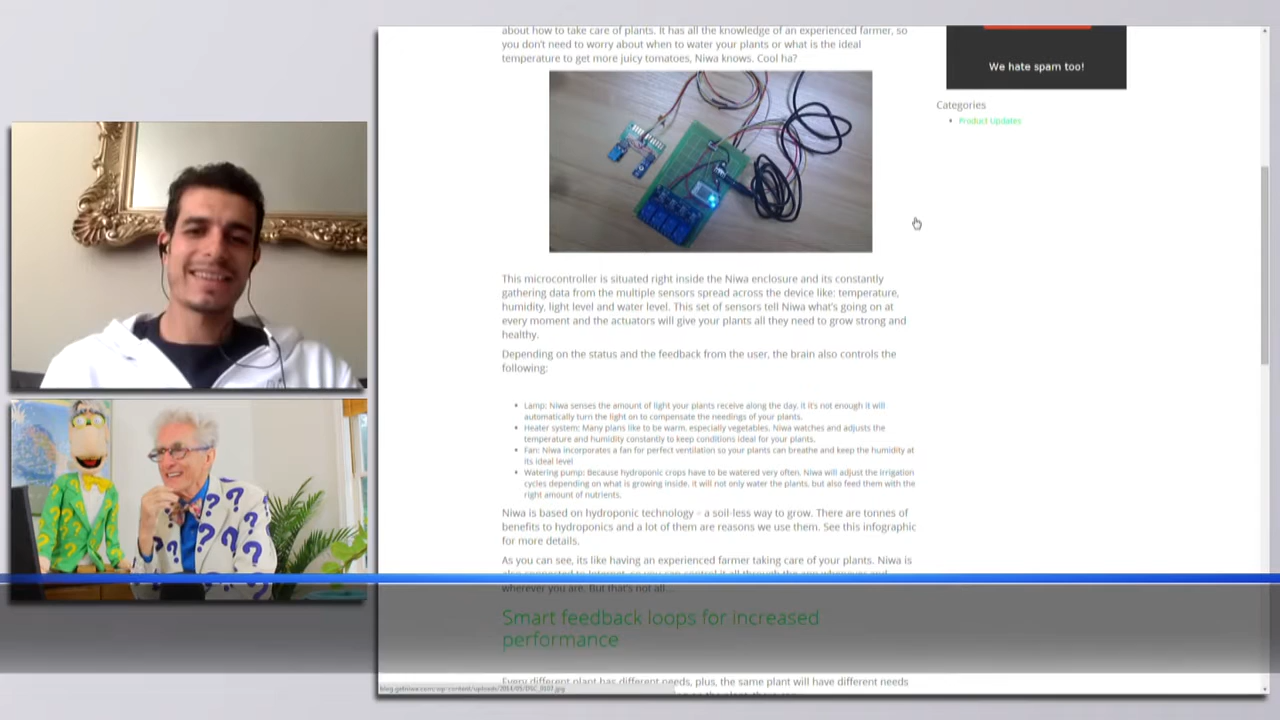 about how to take care of plants. It has all the knowledge of an experienced farmer, so
you don't need to worry about when to water your plants or what is the ideal
temperature to get more juicy tomatoes, Niwa knows. Cool ha?
We hate spam too!
Categories
Product Updates
This microcontroller is situated right inside the Niwa enclosure and its constantly
gathering data from the multiple sensors spread across the device like: temperature,
humidity, light level and water level. This set of sensors tell Niwa what's going on at
every moment and the actuators will give your plants all they need to grow strong and
healthy.
Depending on the status and the feedback from the user, the brain also controls the
following:
Lamp: Niwa senses the amount of light your plants receive along the day, it it's not enough it will
automatically turn the light on to compensate the needings of your plants.
Heater system: Many plans like to be warm, especially vegetables. Niwa watches and adjusts the
temperature and humidity constantly to keep conditions ideal for your plants.
Fan: Niwa incorporates a fan for perfect ventilation so your plants can breathe and keep the humidity at
its ideal level
Watering pump: Because hydroponic crops have to be watered very often, Niwa will adjust the irrigation
cycles depending on what is growing inside. It will not only water the plants, but also feed them with the
right amount of nutrients.
Niwa is based on hydroponic technology – a soil-less way to grow. There are tonnes of
benefits to hydroponics and a lot of them are reasons we use them. See this infographic
for more details.
As you can see, its like having an experienced farmer taking care of your plants. Niwa is
wherever you are. But that's not all...
Smart feedback loops for increased
performance
Every different plant has different needs, plus, the same plant will have different needs